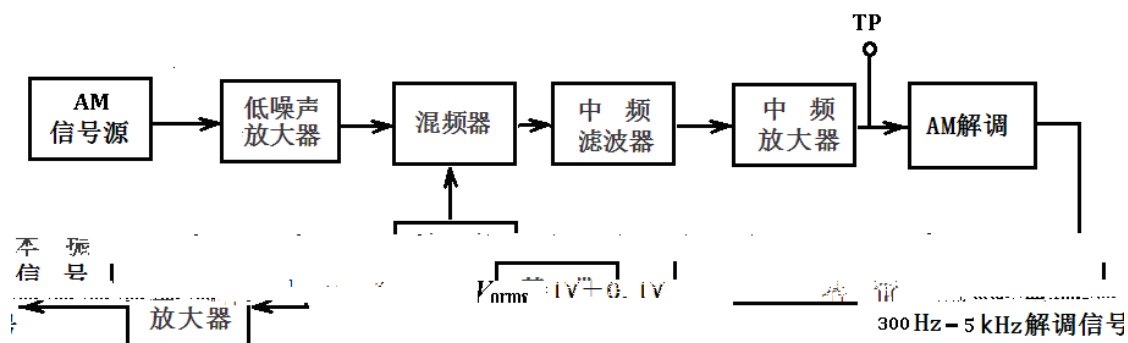 TP
AM
信号源
低噪声
放大器
混频器
中 频
滤波器
中 频
放大器
AM解调
本 振
信 号
Vorms
1V±0.1V
放大器
300Hz-5kHz解调信号